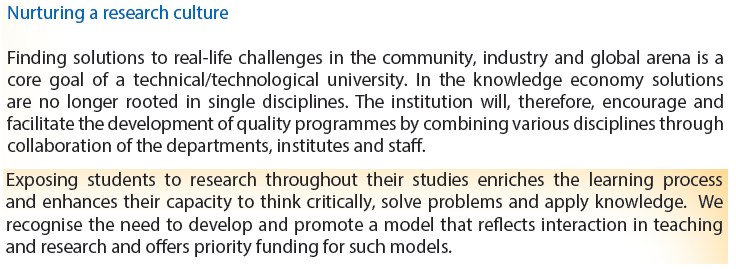 Nurturing a research culture
Finding solutions to real-life challenges in the community, industry and global arena is a
core goal of a technical/technological university. In the knowledge economy solutions
are no longer rooted in single disciplines. The institution will, therefore, encourage and
facilitate the development of quality programmes by combining various disciplines through
collaboration of the departments, institutes and staff.
Exposing students to research throughout their studies enriches the learning process
and enhances their capacity to think critically, solve problems and apply knowledge. We
recognise the need to develop and promote a model that reflects interaction in teaching
and research and offers priority funding for such models.